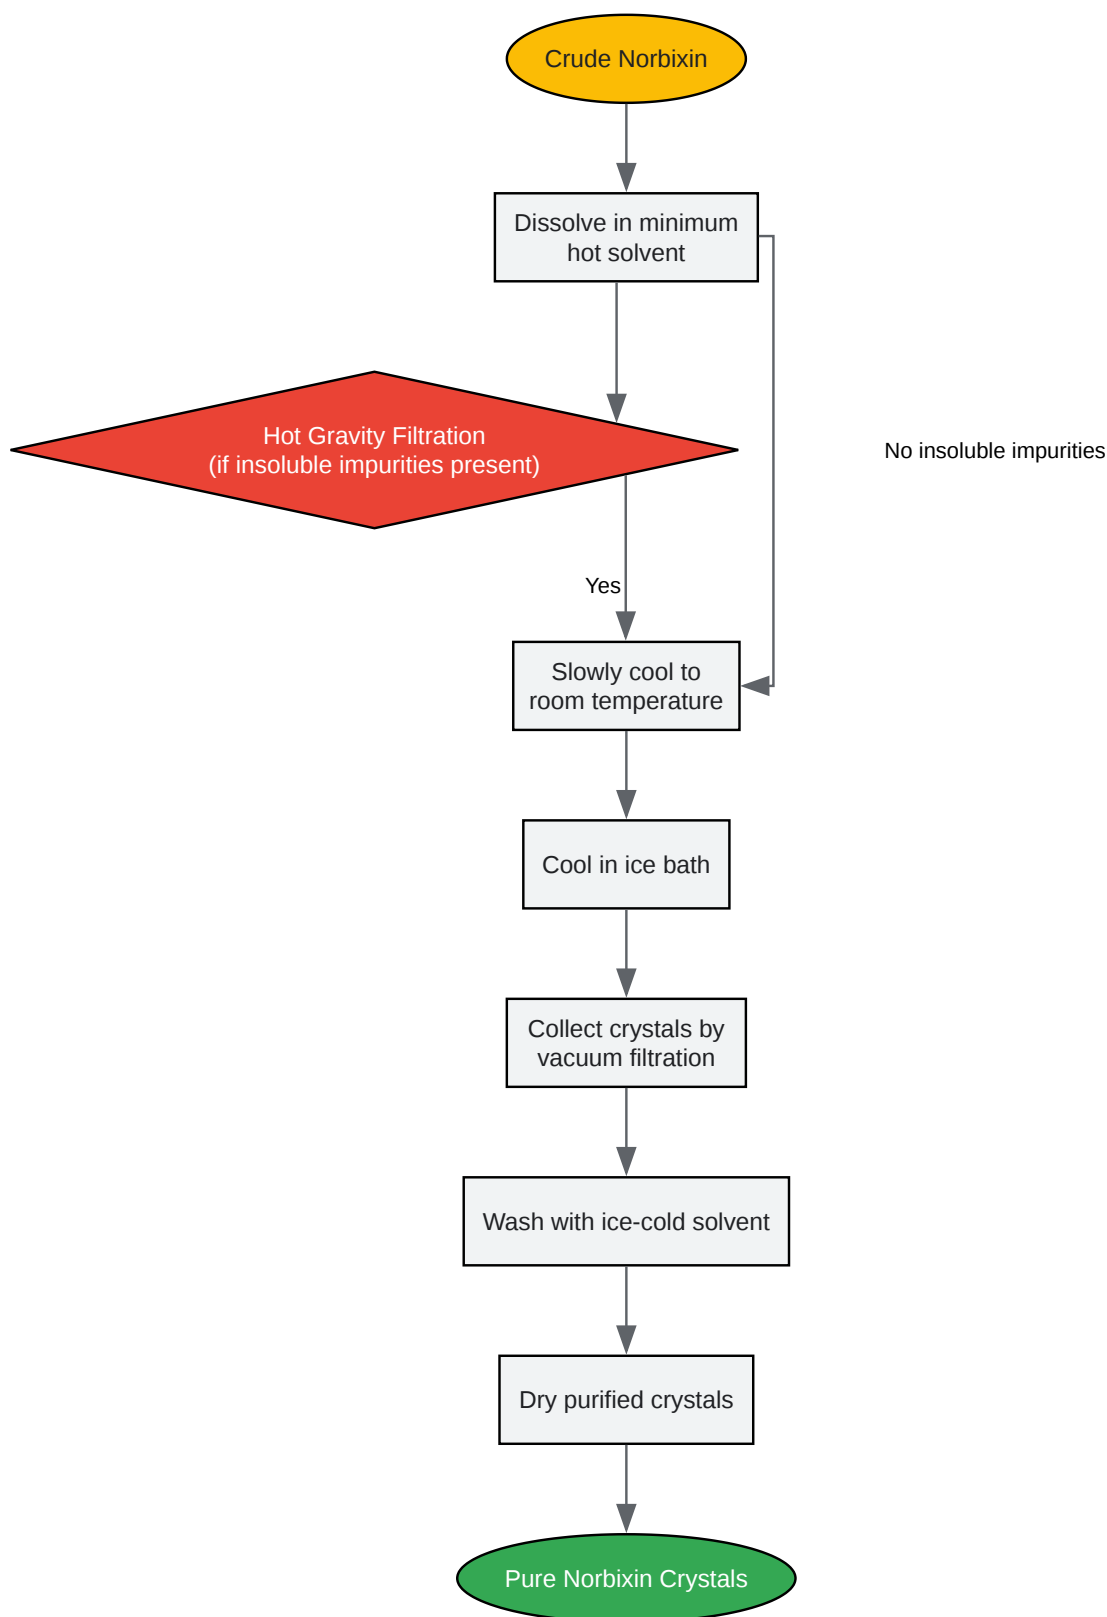 Crude Norbixin
Dissolve in minimum
hot solvent
Hot Gravity Filtration
(if insoluble impurities present)
No insoluble impurities
Yes
Slowly cool to
room temperature
Cool in ice bath
Collect crystals by
vacuum filtration
Wash with ice-cold solvent
Dry purified crystals
Pure Norbixin Crystals